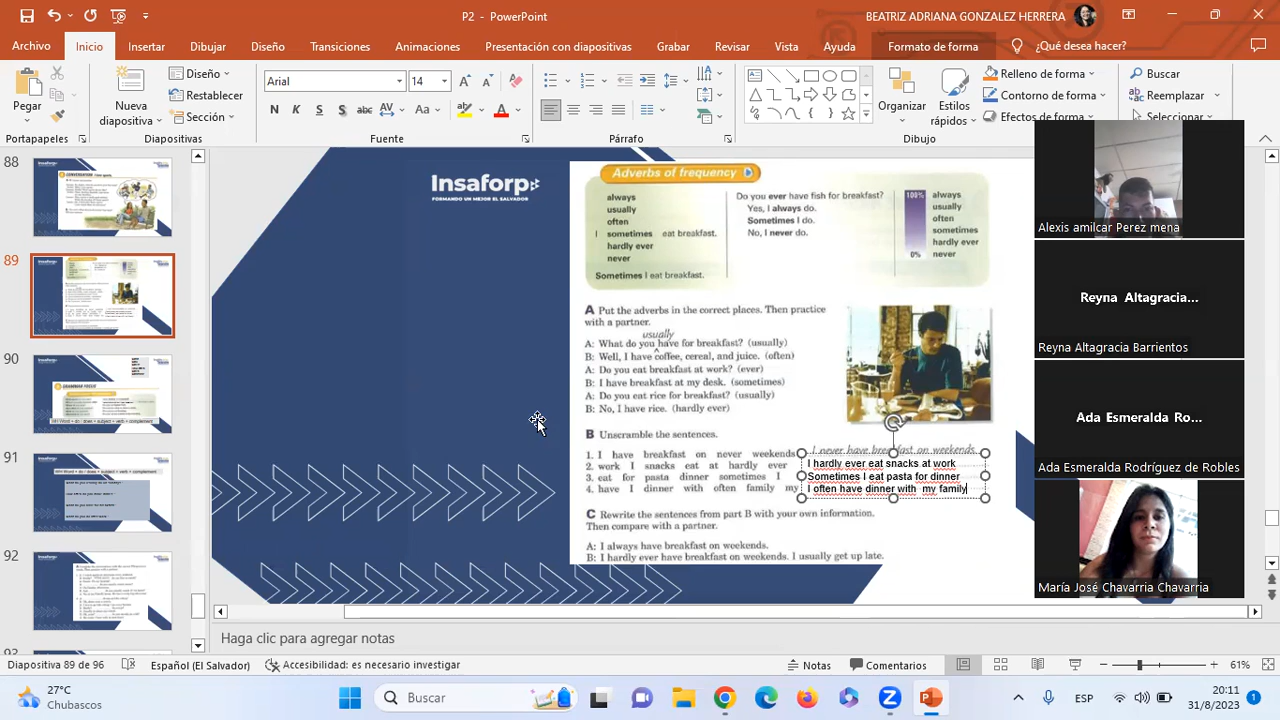 P2 - PowerPoint
BEATRIZ ADRIANA GONZALEZ HERRERA
Archivo Inicio Insertar Dibujar Diseño Transiciones Animaciones Presentación con diapositivas Grabar Revisar Vista Ayuda Formato de forma ¿Qué desea hacer?
Pegar
Nueva diapositiva
Diseño
Restablecer
Sección
Arial 14
N K S S abc AV Aa A
Organizar
Estilos rápidos
Relleno de forma
Contorno de forma
Efectos de forma
Buscar
Reemplazar
Seleccionar
Portapapeles Diapositivas Fuente Párrafo Dibujo
88
89
90
91
92
Insaforp
FORMANDO UN MEJOR EL SALVADOR
Adverbs of frequency
always
usually
often
I sometimes eat breakfast.
hardly ever
never
Sometimes I eat breakfast.
Do you ever have fish for breakfast?
Yes, I always do.
Sometimes I do.
No, I never do.
100% always
usually
often
sometimes
hardly ever
0% never
A Put the adverbs in the correct places. Then practice
with a partner.
usually
A: What do you have for breakfast? (usually)
B: Well, I have coffee, cereal, and juice. (often)
A: Do you eat breakfast at work? (ever)
B: I have breakfast at my desk. (sometimes)
A: Do you eat rice for breakfast? (usually)
B: No, I have rice. (hardly ever)
B Unscramble the sentences.
1. I have breakfast on never weekends I never have breakfast on weekends
2. work I snacks eat at hardly ever I hardly ever eat snacks at work
3. eat for pasta dinner sometimes I Sometimes I eat pasta for dinner
4. have I dinner with often family my I often have dinner with my family
C Rewrite the sentences from part B with your own information.
Then compare with a partner.
A: I always have breakfast on weekends.
B: I hardly ever have breakfast on weekends. I usually get up late.
Reyna Alragracia...
Reyna Alragracia Barrientos
Ada Esmeralda Ro...
Ada Esmeralda Rodríguez de Robles
María José Chavarría Chavarría
Haga clic para agregar notas
Diapositiva 89 de 96 Español (El Salvador) Accesibilidad: es necesario investigar Notas Comentarios 61%
27°C
Chubascos
Buscar
ESP
20:11
31/8/2023
1